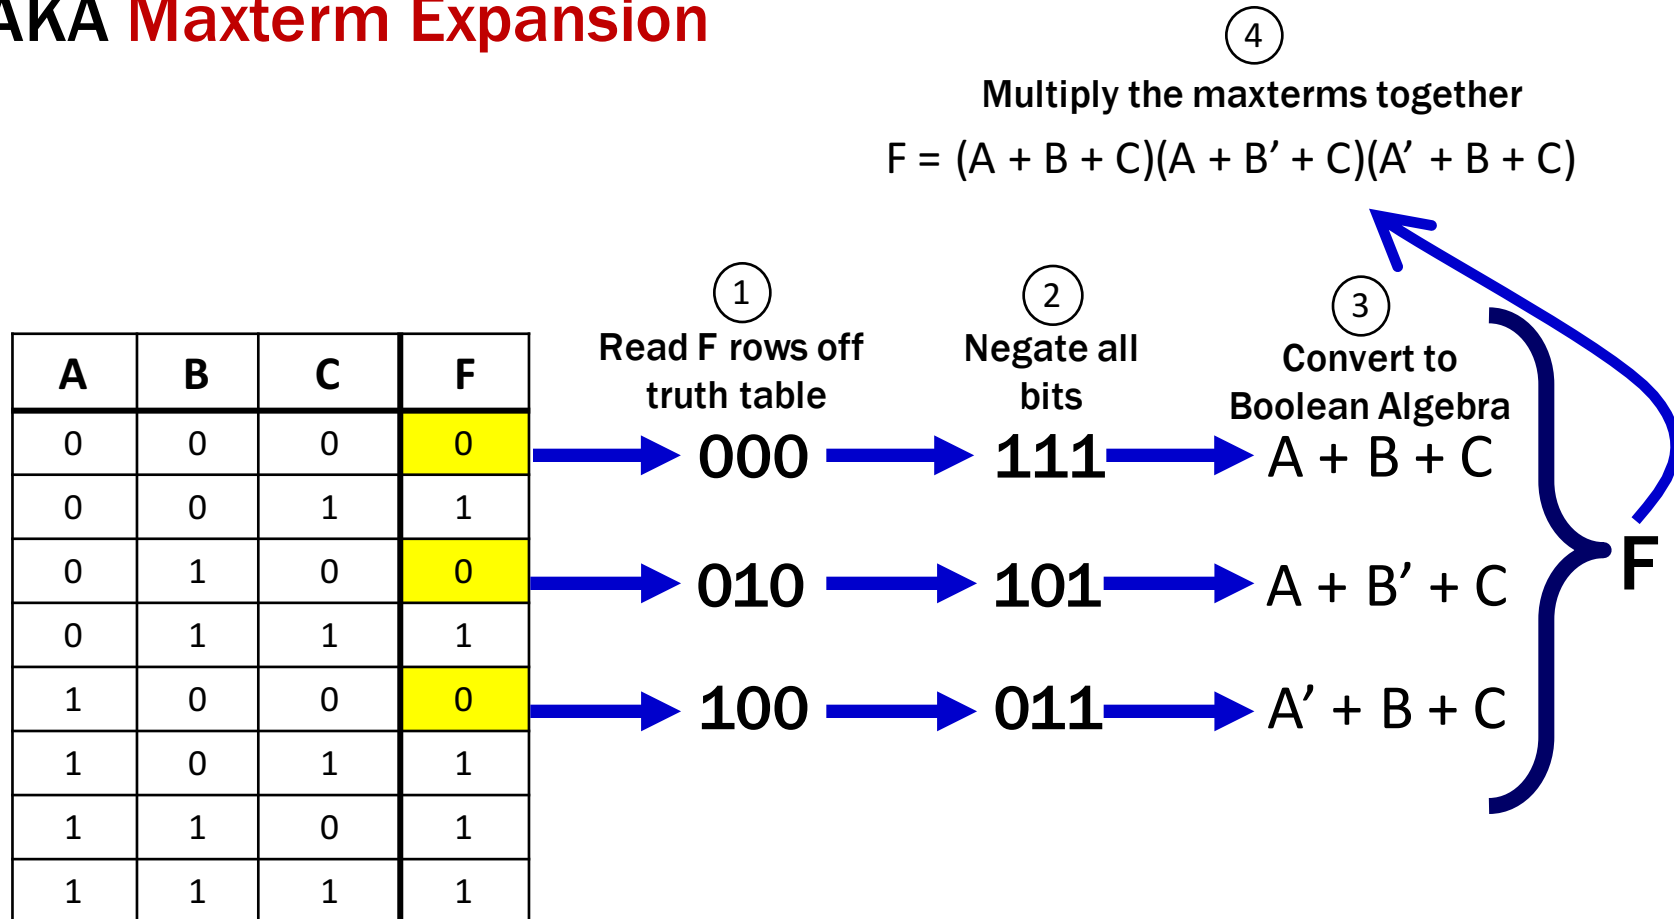 AKA Maxterm Expansion
4
Multiply the maxterms together
F = (A + B + C)(A + B’ + C)(A’ + B + C)
1
Read F rows off
truth table
2
Negate all
bits
3
Convert to
Boolean Algebra
A B C F
0 0 0 0 000 111 A + B + C
0 0 1 1
0 1 0 0 010 101 A + B’ + C
0 1 1 1
1 0 0 0 100 011 A’ + B + C
1 0 1 1
1 1 0 1
1 1 1 1
F